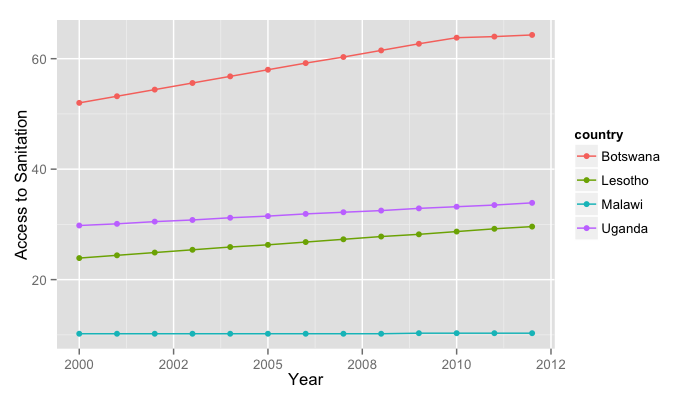 Access to Sanitation
60
40
20
2000 2002 2005 2008 2010 2012
Year
country
Botswana
Lesotho
Malawi
Uganda